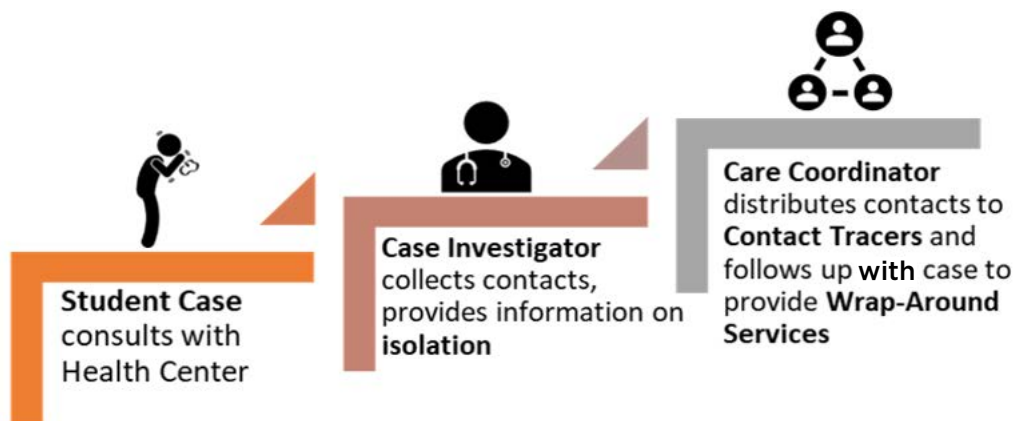 Student Case
consults with
Health Center
Case Investigator
collects contacts,
provides information on
isolation
Care Coordinator
distributes contacts to
Contact Tracers and
follows up with case to
provide Wrap-Around
Services